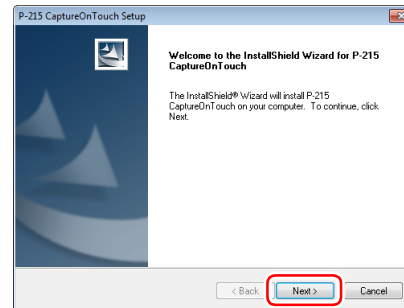 P-215 CaptureOnTouch Setup
Welcome to the InstallShield Wizard for P-215
CaptureOnTouch
The InstallShield® Wizard will install P-215
CaptureOnTouch on your computer. To continue, click
Next.
< Back
Next >
Cancel